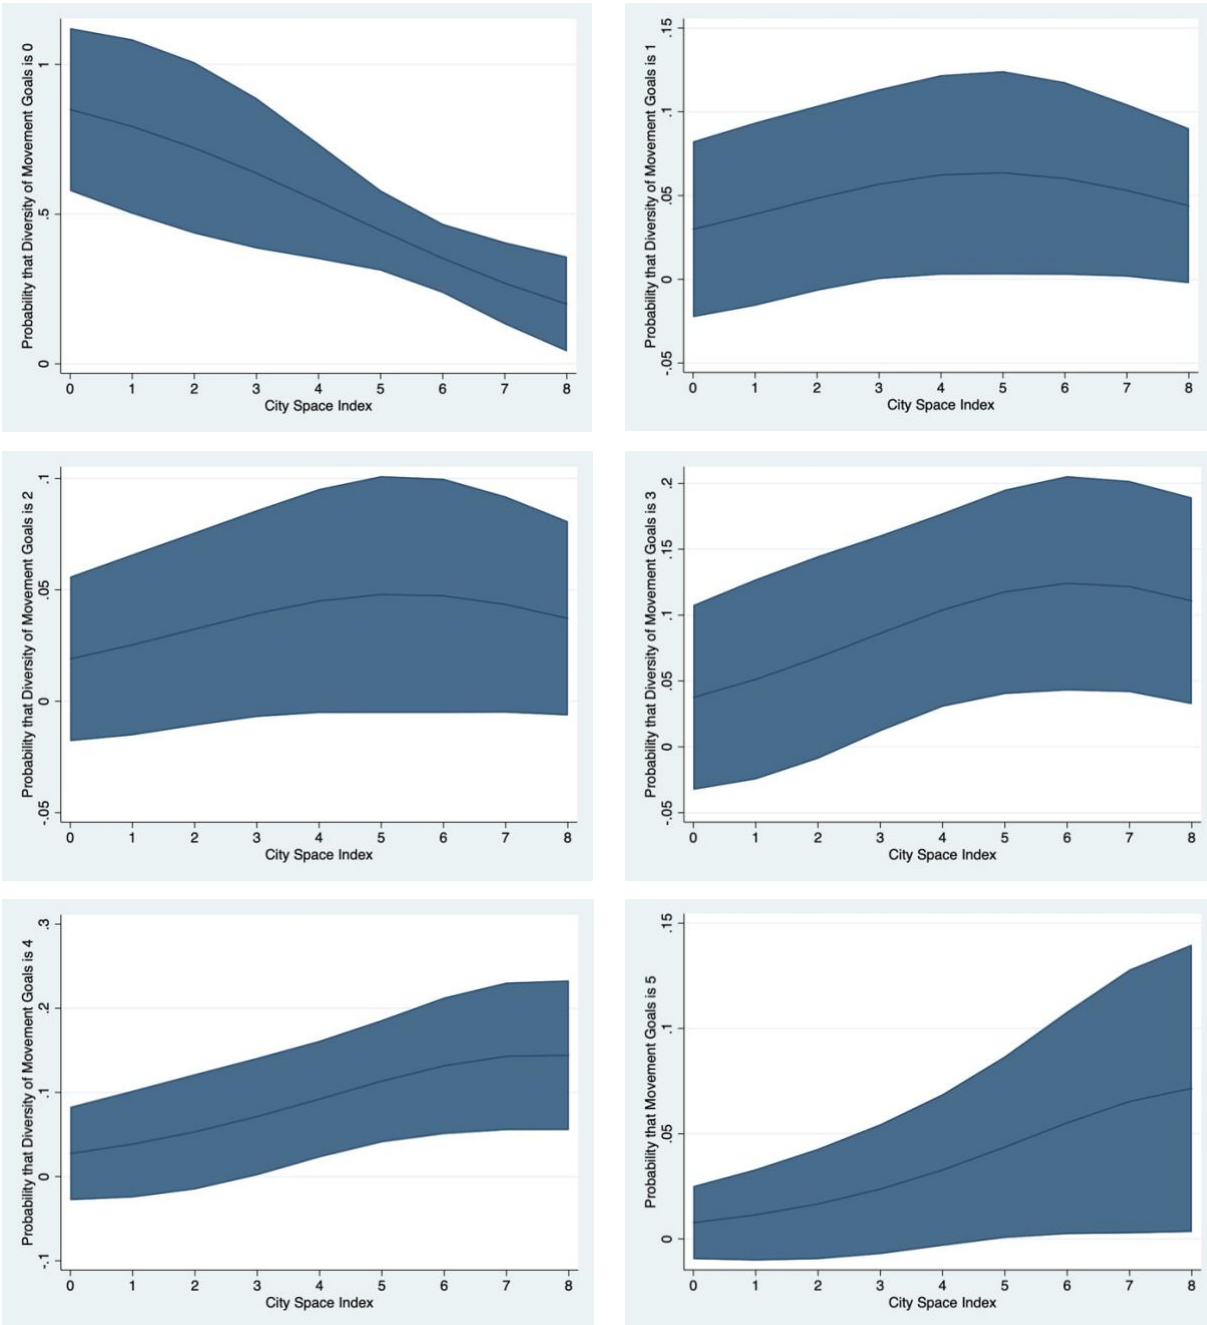 Probability that Diversity of Movement Goals is 0
1
.5
0
0 1 2 3 4 5 6 7 8
City Space Index
Probability that Diversity of Movement Goals is 1
.15
.1
.05
0
-.05
0 1 2 3 4 5 6 7 8
City Space Index
Probability that Diversity of Movement Goals is 2
.1
.05
0
-.05
0 1 2 3 4 5 6 7 8
City Space Index
Probability that Diversity of Movement Goals is 3
.2
.15
.1
.05
0
-.05
0 1 2 3 4 5 6 7 8
City Space Index
Probability that Diversity of Movement Goals is 4
.3
.2
.1
0
-.1
0 1 2 3 4 5 6 7 8
City Space Index
Probability that Movement Goals is 5
.15
.1
.05
0
0 1 2 3 4 5 6 7 8
City Space Index